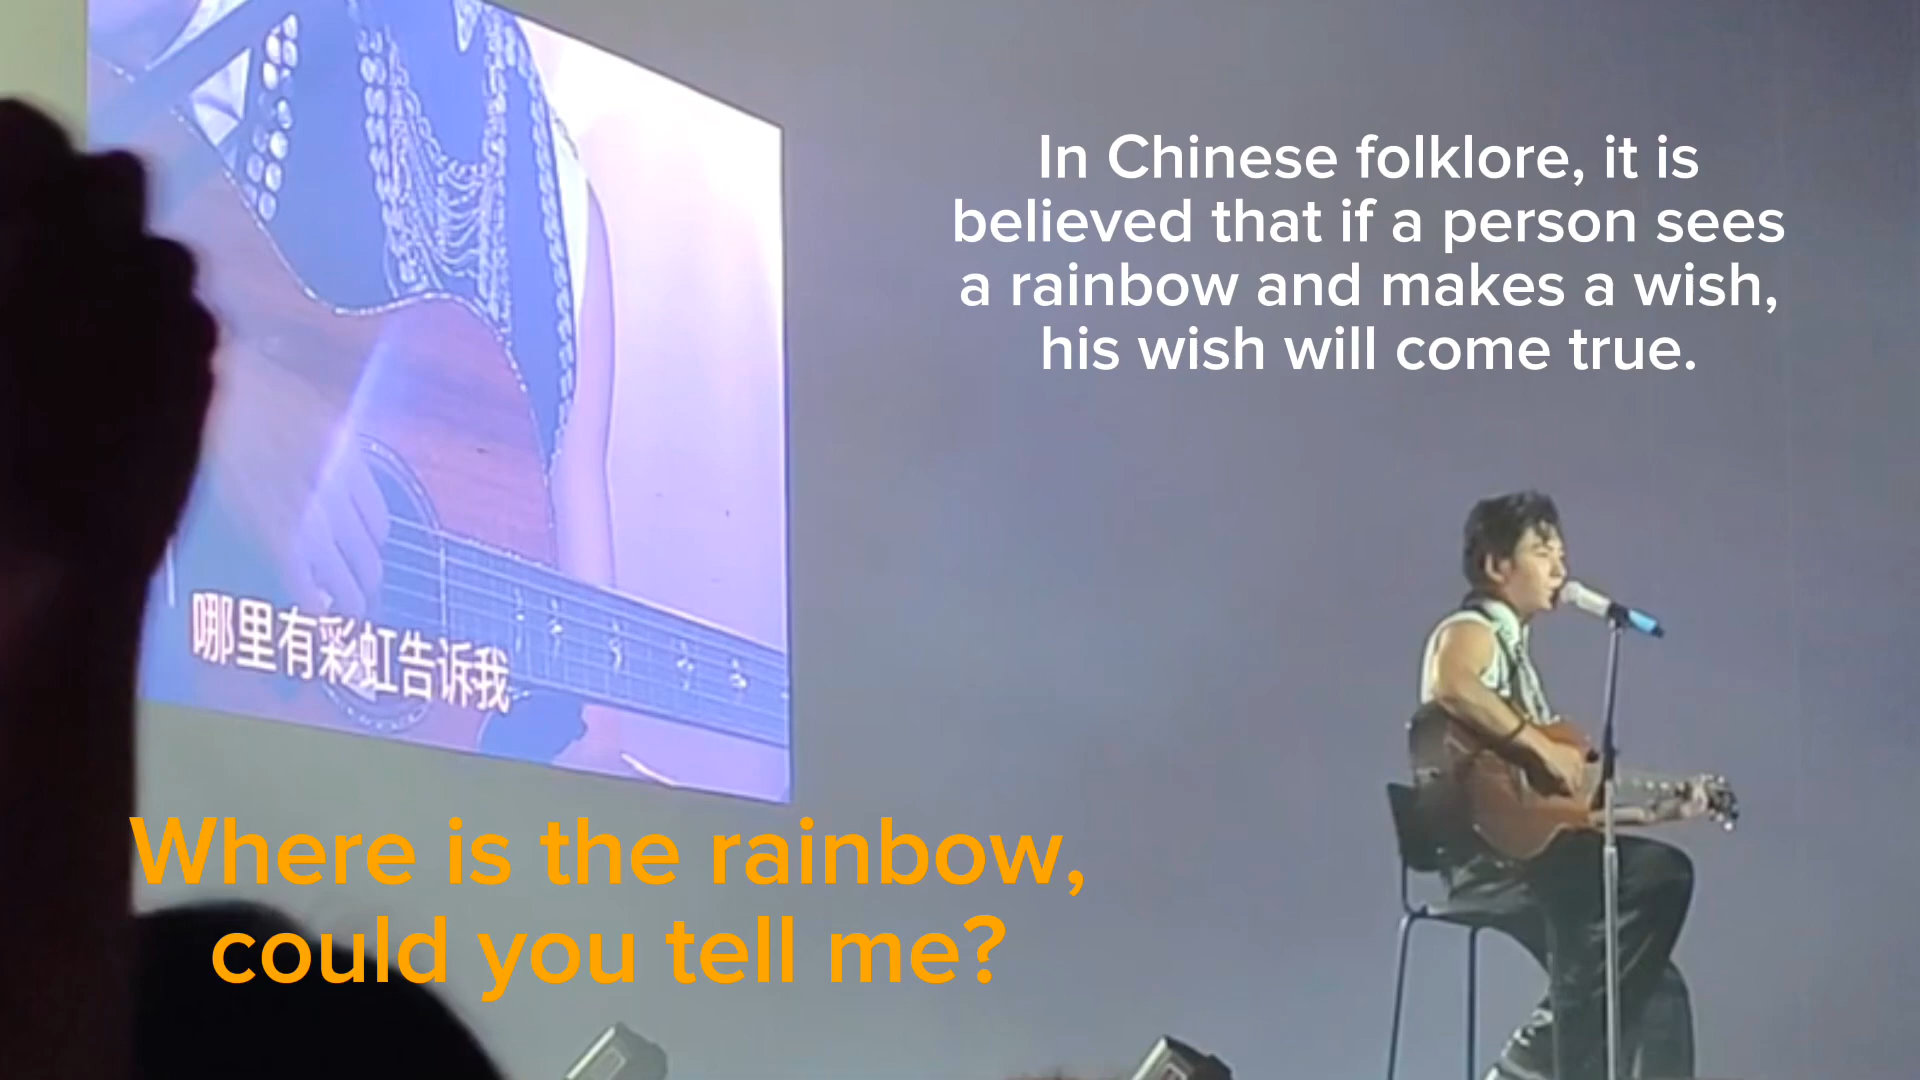 In Chinese folklore, it is
believed that if a person sees
a rainbow and makes a wish,
his wish will come true.
哪里有彩虹告诉我
Where is the rainbow,
could you tell me?